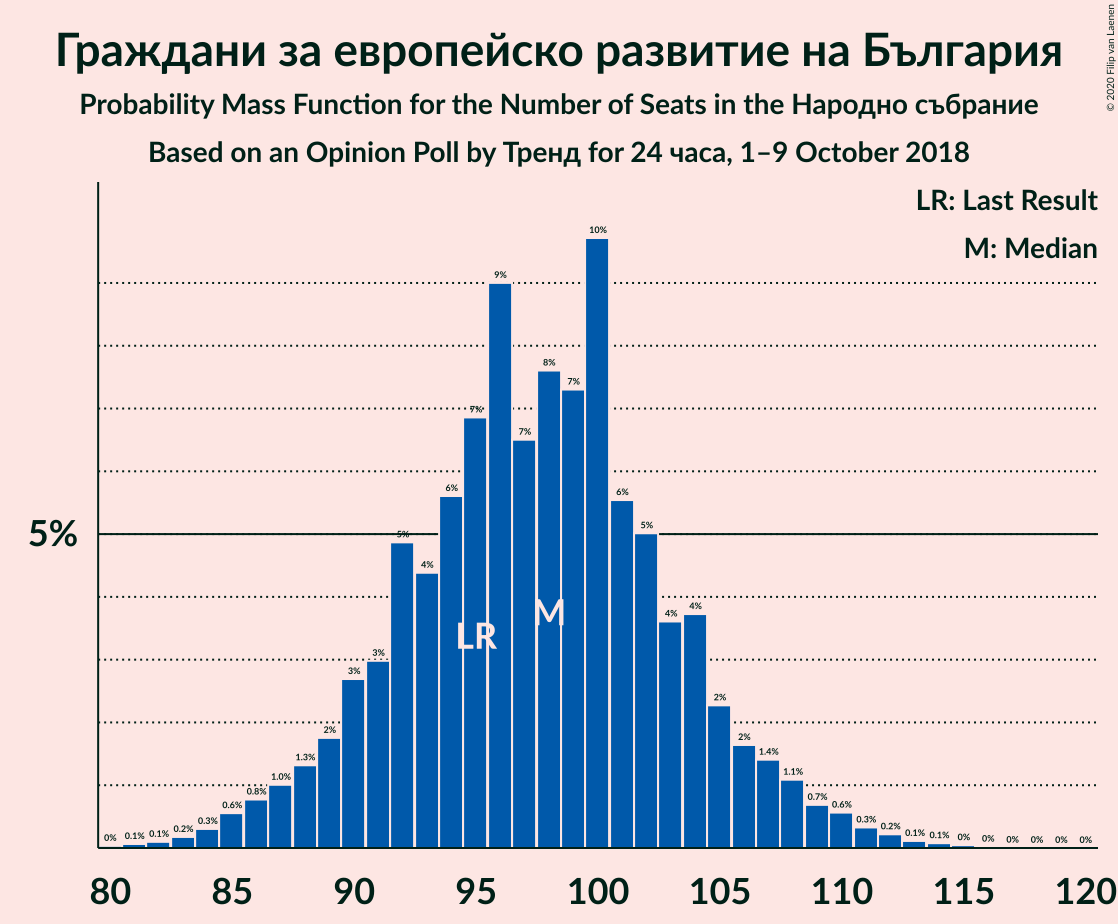 Граждани за европейско развитие на България
Probability Mass Function for the Number of Seats in the Народно събрание
Based on an Opinion Poll by Тренд for 24 часа, 1–9 October 2018
© 2020 Filip van Laenen
LR: Last Result
M: Median
5%
0% 0.1% 0.1% 0.2% 0.3% 0.6% 0.8% 1.0% 1.3% 2% 3% 3% 5% 4% 6% 7% 9% 7% 8% 7% 10% 6% 5% 4% 4% 2% 2% 1.4% 1.1% 0.7% 0.6% 0.3% 0.2% 0.1% 0.1% 0% 0% 0% 0% 0% 0%
LR M
80 85 90 95 100 105 110 115 120